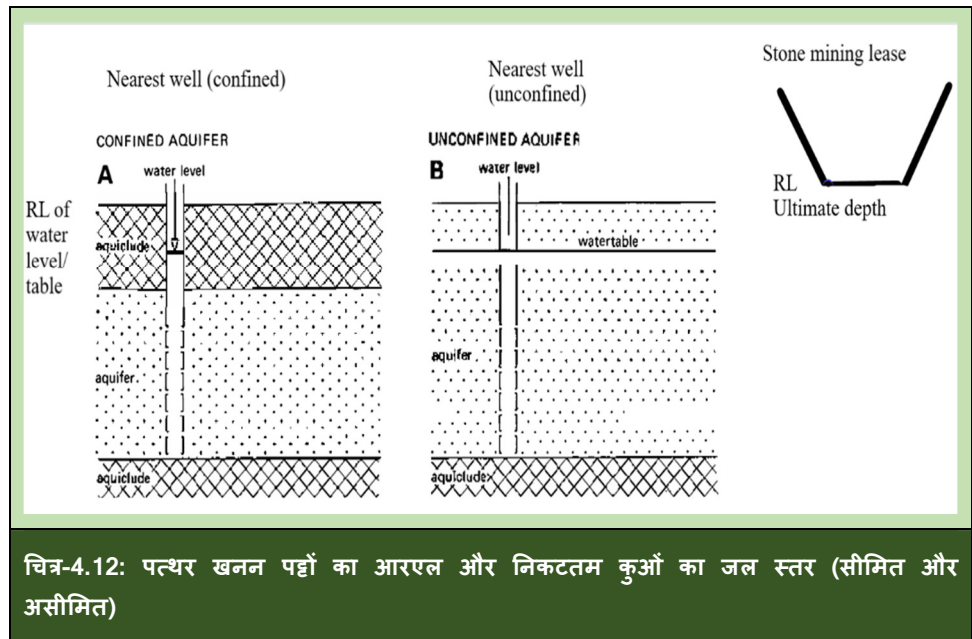 Nearest well (confined)
Nearest well
(unconfined)
Stone mining lease
CONFINED AQUIFER
A
water level
RL of
water
level/
table
aquiclude
aquifer
aquiclude
UNCONFINED AQUIFER
B
water level
watertable
aquifer
aquiclude
RL
Ultimate depth
चित्र-4.12: पत्थर खनन पट्टों का आरएल और निकटतम कुओं का जल स्तर (सीमित और
असीमित)